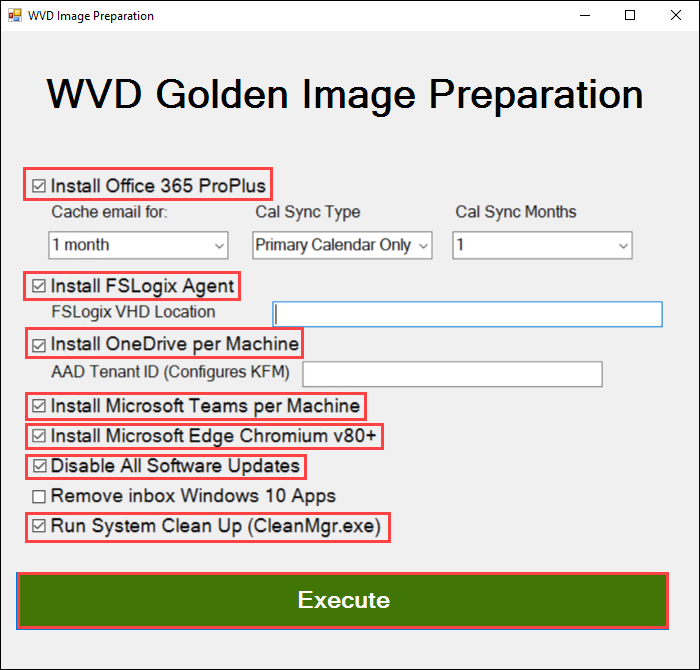 WVD Image Preparation
WVD Golden Image Preparation
Install Office 365 ProPlus
Cache email for: Cal Sync Type Cal Sync Months
1 month Primary Calendar Only 1
Install FSLogix Agent
FSLogix VHD Location
Install OneDrive per Machine
AAD Tenant ID (Configures KFM)
Install Microsoft Teams per Machine
Install Microsoft Edge Chromium v80+
Disable All Software Updates
Remove inbox Windows 10 Apps
Run System Clean Up (CleanMgr.exe)
Execute